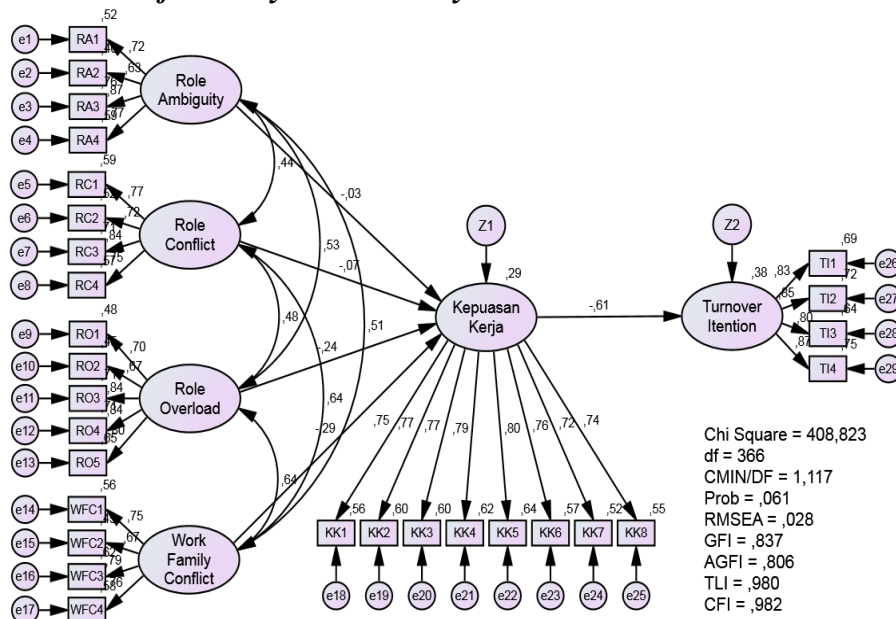 e1
RA1
,52
,72
e2
RA2
,63
e3
RA3
,87
e4
RA4
Role
Ambiguity
,44
-,03
,59
e5
RC1
,77
e6
RC2
,72
e7
RC3
,84
e8
RC4
Role
Conflict
,53
-,07
,48
,51
Z1
,29
Kepuasan
Kerja
-,61
Z2
,38
Turnover
Itention
,83
TI1
,69
e26
,85
TI2
,72
e27
,80
TI3
,64
e28
,87
TI4
,75
e29
,48
e9
RO1
,70
e10
RO2
,67
e11
RO3
,84
e12
RO4
,84
e13
RO5
,65
Role
Overload
-,24
,64
-,29
,64
,56
e14
WFC1
,75
e15
WFC2
,67
e16
WFC3
,79
e17
WFC4
Work
Family
Conflict
,75
,77
,77
,79
,80
,76
,72
,74
,56
,60
,60
,62
,64
,57
,52
,55
KK1
KK2
KK3
KK4
KK5
KK6
KK7
KK8
e18
e19
e20
e21
e22
e23
e24
e25
Chi Square = 408,823
df = 366
CMIN/DF = 1,117
Prob = ,061
RMSEA = ,028
GFI = ,837
AGFI = ,806
TLI = ,980
CFI = ,982